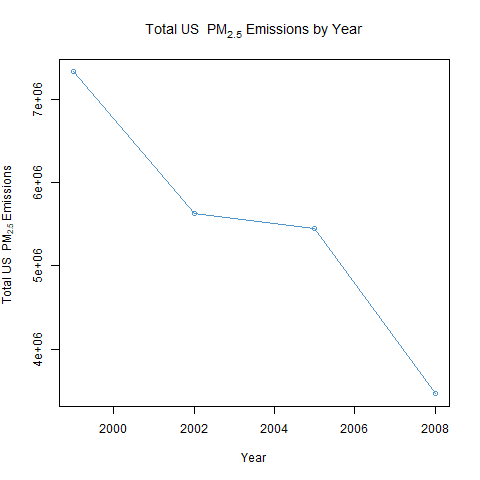 Total US PM2.5 Emissions by Year
Total US PM2.5 Emissions
7e+06
6e+06
5e+06
4e+06
2000 2002 2004 2006 2008
Year